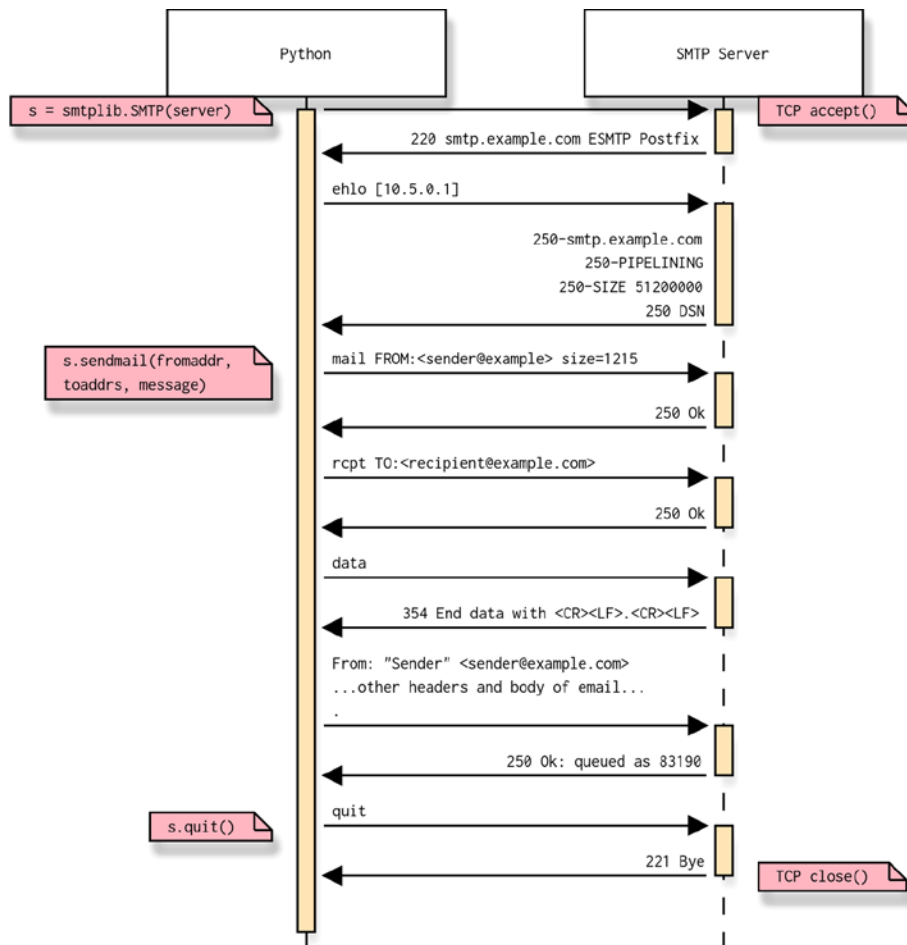 Python
SMTP Server
s = smtplib.SMTP(server)
TCP accept()
220 smtp.example.com ESMTP Postfix
ehlo [10.5.0.1]
250-smtp.example.com
250-PIPELINING
250-SIZE 51200000
250 DSN
s.sendmail(fromaddr,
toaddrs, message)
mail FROM:<sender@example> size=1215
250 Ok
rcpt TO:<recipient@example.com>
250 Ok
data
354 End data with <CR><LF>.<CR><LF>
From: "Sender" <sender@example.com>
...other headers and body of email...
.
250 Ok: queued as 83190
s.quit()
quit
221 Bye
TCP close()